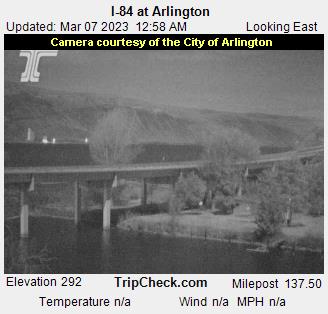 I-84 at Arlington
Updated: Mar 07 2023 12:58 AM Looking East
Camera courtesy of the City of Arlington
Elevation 292 TripCheck.com Milepost 137.50
Temperature n/a Wind n/a MPH n/a